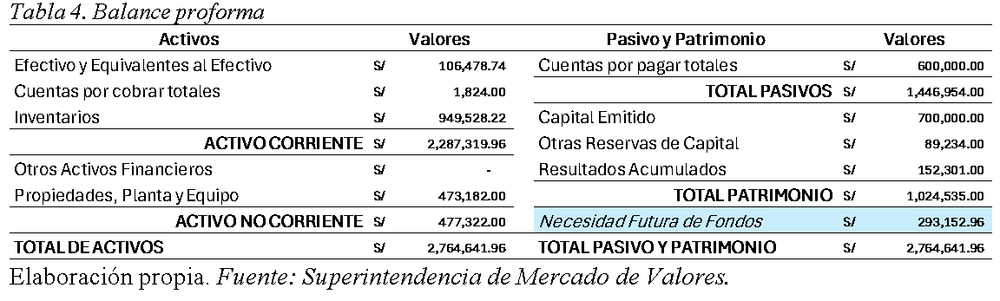 Tabla 4. Balance proforma
Activos Valores Pasivo y Patrimonio Valores
Efectivo y Equivalentes al Efectivo S/ 106,478.74 Cuentas por pagar totales S/ 600,000.00
Cuentas por cobrar totales S/ 1,824.00 TOTAL PASIVOS S/ 1,446,954.00
Inventarios S/ 949,528.22 Capital Emitido S/ 700,000.00
ACTIVO CORRIENTE S/ 2,287,319.96 Otras Reservas de Capital S/ 89,234.00
Otros Activos Financieros S/ - Resultados Acumulados S/ 152,301.00
Propiedades, Planta y Equipo S/ 473,182.00 TOTAL PATRIMONIO S/ 1,024,535.00
ACTIVO NO CORRIENTE S/ 477,322.00 Necesidad Futura de Fondos S/ 293,152.96
TOTAL DE ACTIVOS S/ 2,764,641.96 TOTAL PASIVO Y PATRIMONIO S/ 2,764,641.96
Elaboración propia. Fuente: Superintendencia de Mercado de Valores.